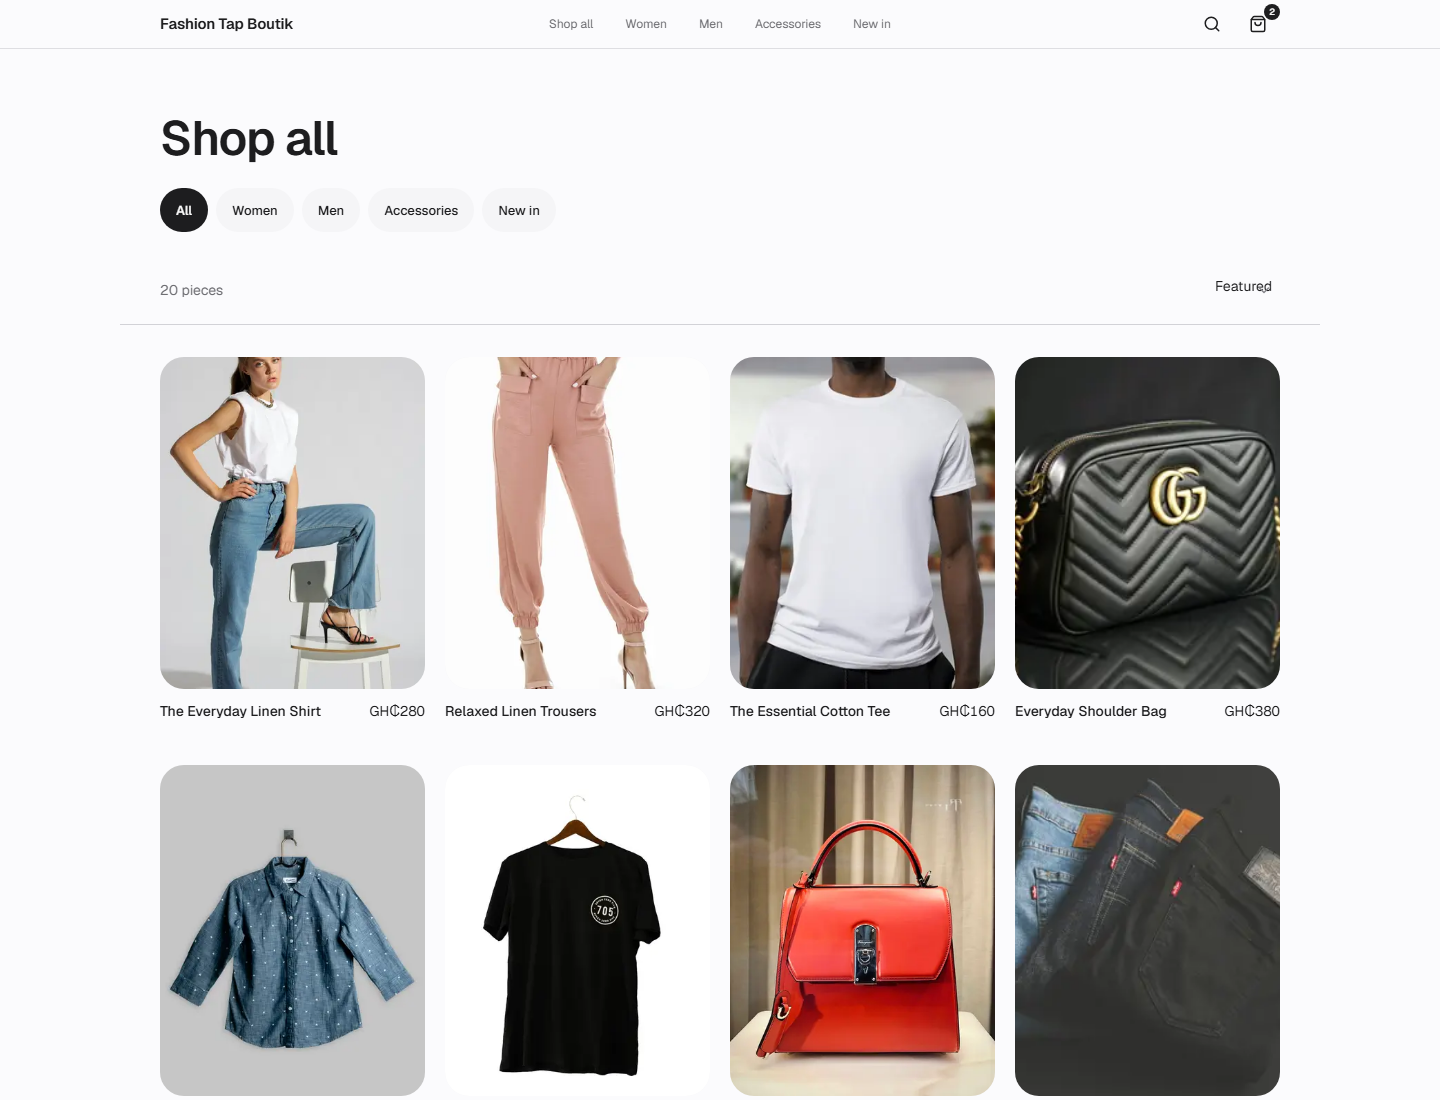 Fashion Tap Boutik
Shop all
Women
Men
Accessories
New in
2
Shop all
All
Women
Men
Accessories
New in
20 pieces
Featured
The Everyday Linen Shirt
GH₵280
Relaxed Linen Trousers
GH₵320
The Essential Cotton Tee
GH₵160
Everyday Shoulder Bag
GH₵380
705